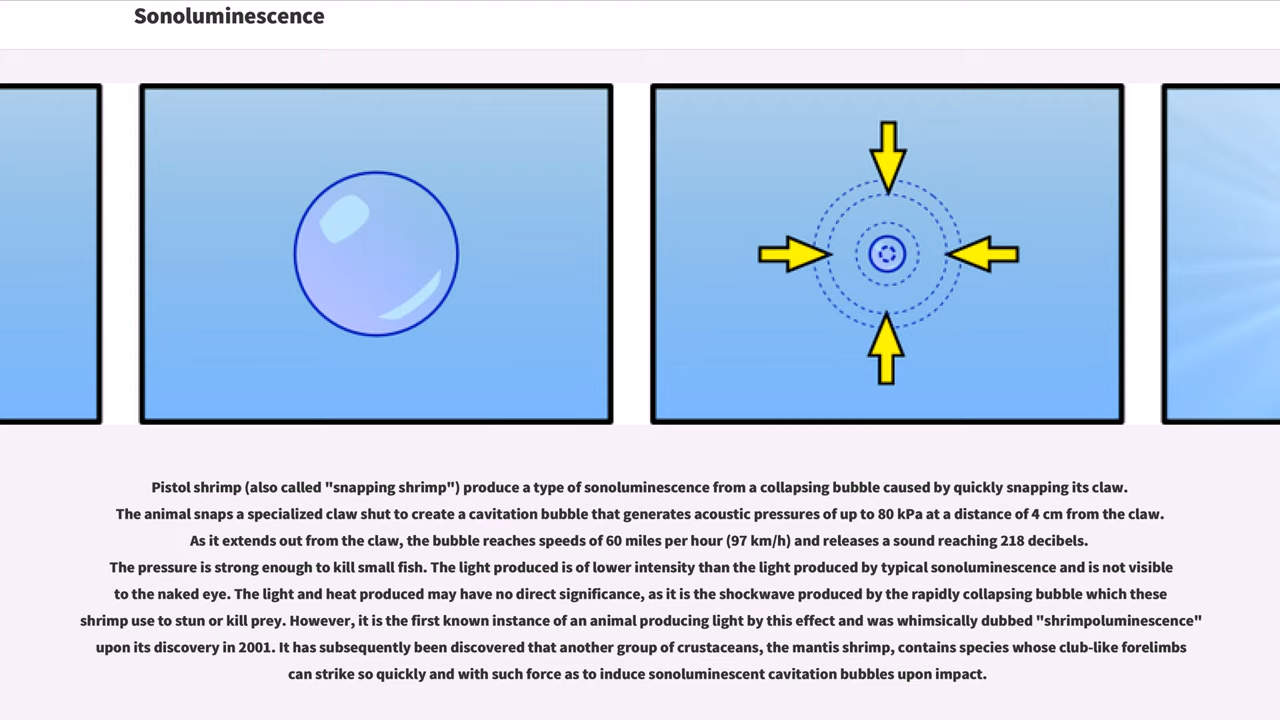 Sonoluminescence
Pistol shrimp (also called "snapping shrimp") produce a type of sonoluminescence from a collapsing bubble caused by quickly snapping its claw.
The animal snaps a specialized claw shut to create a cavitation bubble that generates acoustic pressures of up to 80 kPa at a distance of 4 cm from the claw.
As it extends out from the claw, the bubble reaches speeds of 60 miles per hour (97 km/h) and releases a sound reaching 218 decibels.
The pressure is strong enough to kill small fish. The light produced is of lower intensity than the light produced by typical sonoluminescence and is not visible
to the naked eye. The light and heat produced may have no direct significance, as it is the shockwave produced by the rapidly collapsing bubble which these
shrimp use to stun or kill prey. However, it is the first known instance of an animal producing light by this effect and was whimsically dubbed "shrimpoluminescence"
upon its discovery in 2001. It has subsequently been discovered that another group of crustaceans, the mantis shrimp, contains species whose club-like forelimbs
can strike so quickly and with such force as to induce sonoluminescent cavitation bubbles upon impact.